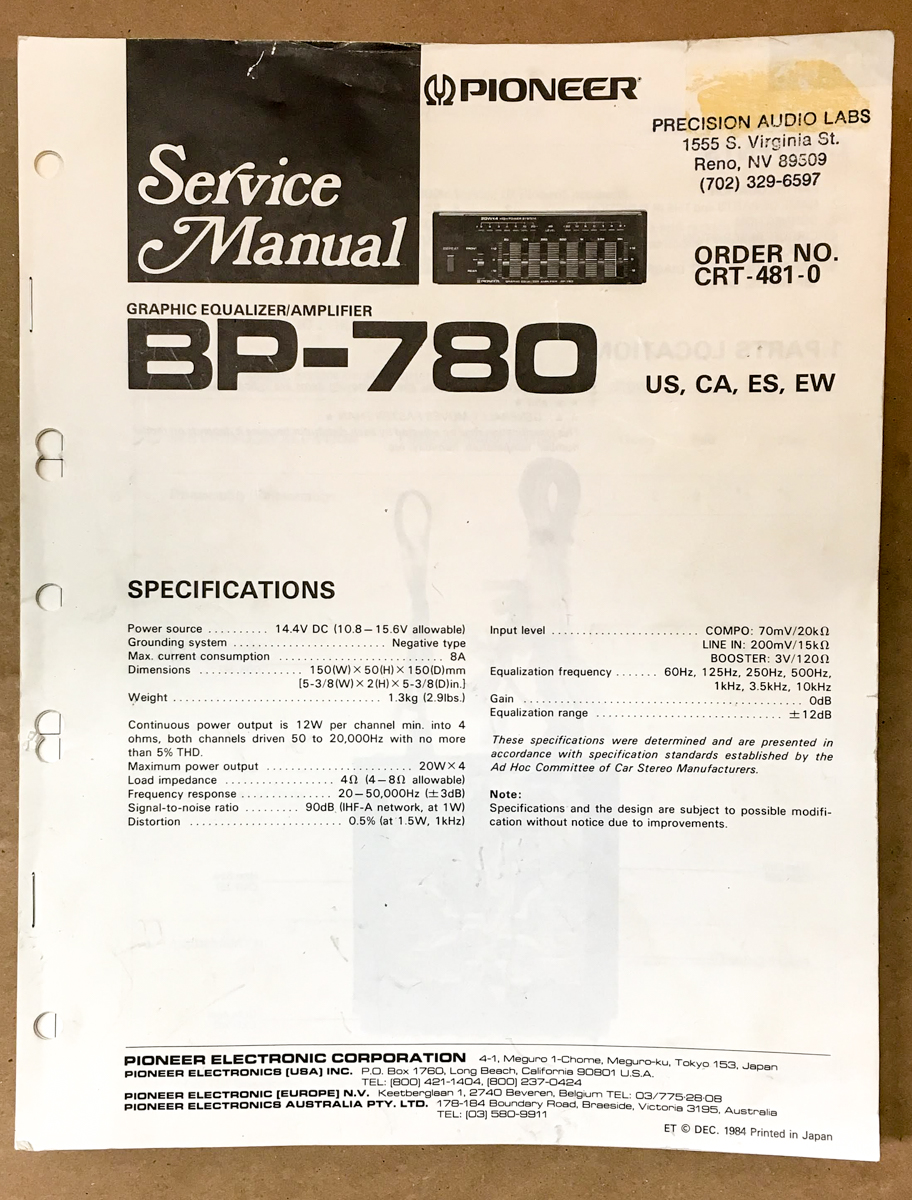 Service
Manual
PIONEER
PRECISION AUDIO LABS
1555 S. Virginia St.
Reno, NV 89509
(702) 329-6597
ORDER NO.
CRT-481-0
GRAPHIC EQUALIZER/AMPLIFIER
BP-780
US, CA, ES, EW
SPECIFICATIONS
Power source .......... 14.4V DC (10.8–15.6V allowable)
Grounding system ........................ Negative type
Max. current consumption .......................... 8A
Dimensions .............. 150(W)×50(H)×150(D)mm
[5-3/8(W)×2(H)×5-3/8(D)in.]
Weight .................................. 1.3kg (2.9lbs.)
Continuous power output is 12W per channel min. into 4
ohms, both channels driven 50 to 20,000Hz with no more
than 5% THD.
Maximum power output ......................... 20W×4
Load impedance .................. 4Ω (4–8Ω allowable)
Frequency response ............... 20–50,000Hz (±3dB)
Signal-to-noise ratio ......... 90dB (IHF-A network, at 1W)
Distortion ......................... 0.5% (at 1.5W, 1kHz)
Input level ........................ COMPO: 70mV/20kΩ
LINE IN: 200mV/15kΩ
BOOSTER: 3V/120Ω
Equalization frequency ....... 60Hz, 125Hz, 250Hz, 500Hz,
1kHz, 3.5kHz, 10kHz
Gain .............................................. 0dB
Equalization range .............................. ±12dB
These specifications were determined and are presented in
accordance with specification standards established by the
Ad Hoc Committee of Car Stereo Manufacturers.
Note:
Specifications and the design are subject to possible modifi-
cation without notice due to improvements.
PIONEER ELECTRONIC CORPORATION 4-1, Meguro 1-Chome, Meguro-ku, Tokyo 153, Japan
PIONEER ELECTRONICS [USA] INC. P.O. Box 1760, Long Beach, California 90801 U.S.A.
TEL: [800] 421-1404, [800] 237-0424
PIONEER ELECTRONIC [EUROPE] N.V. Keetberglaan 1, 2740 Beveren, Belgium TEL: 03/775·28·08
PIONEER ELECTRONICS AUSTRALIA PTY. LTD. 178-184 Boundary Road, Braeside, Victoria 3195, Australia
TEL: [03] 580-9911
ET © DEC. 1984 Printed in Japan